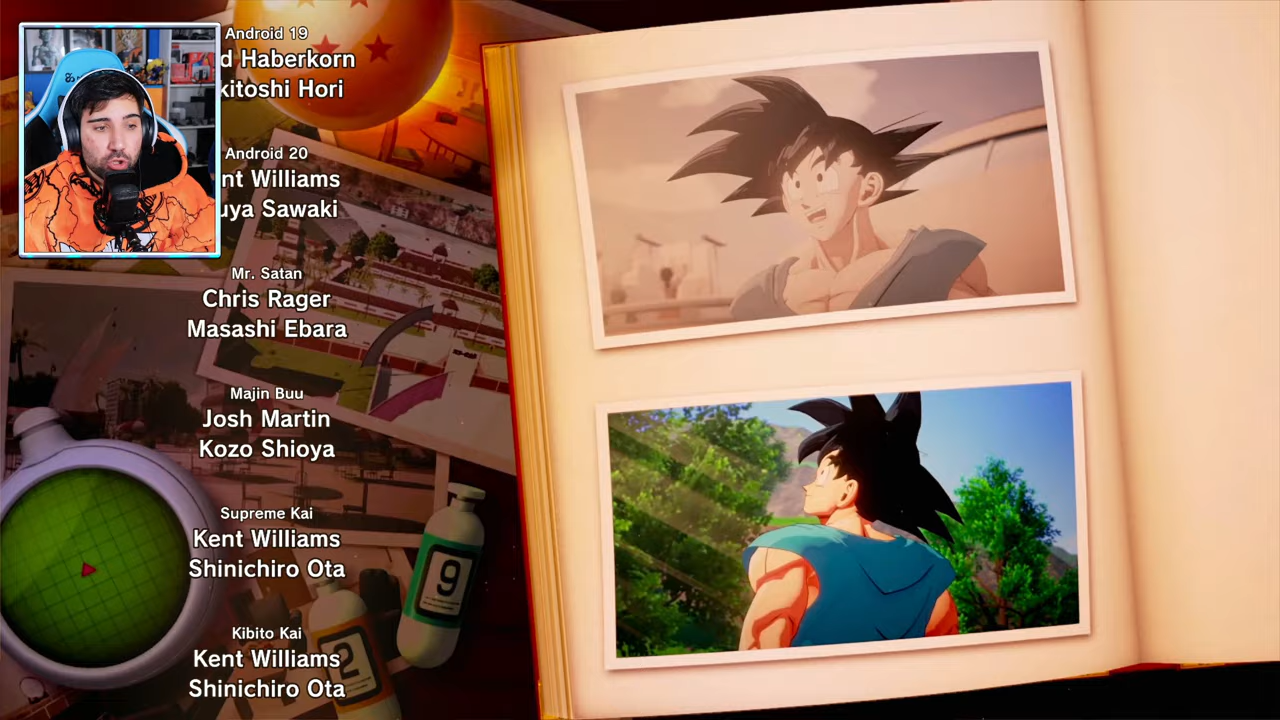 Android 19
d Haberkorn
kitoshi Hori
Android 20
nt Williams
uya Sawaki
Mr. Satan
Chris Rager
Masashi Ebara
Majin Buu
Josh Martin
Kozo Shioya
Supreme Kai
Kent Williams
Shinichiro Ota
Kibito Kai
Kent Williams
Shinichiro Ota
9
2